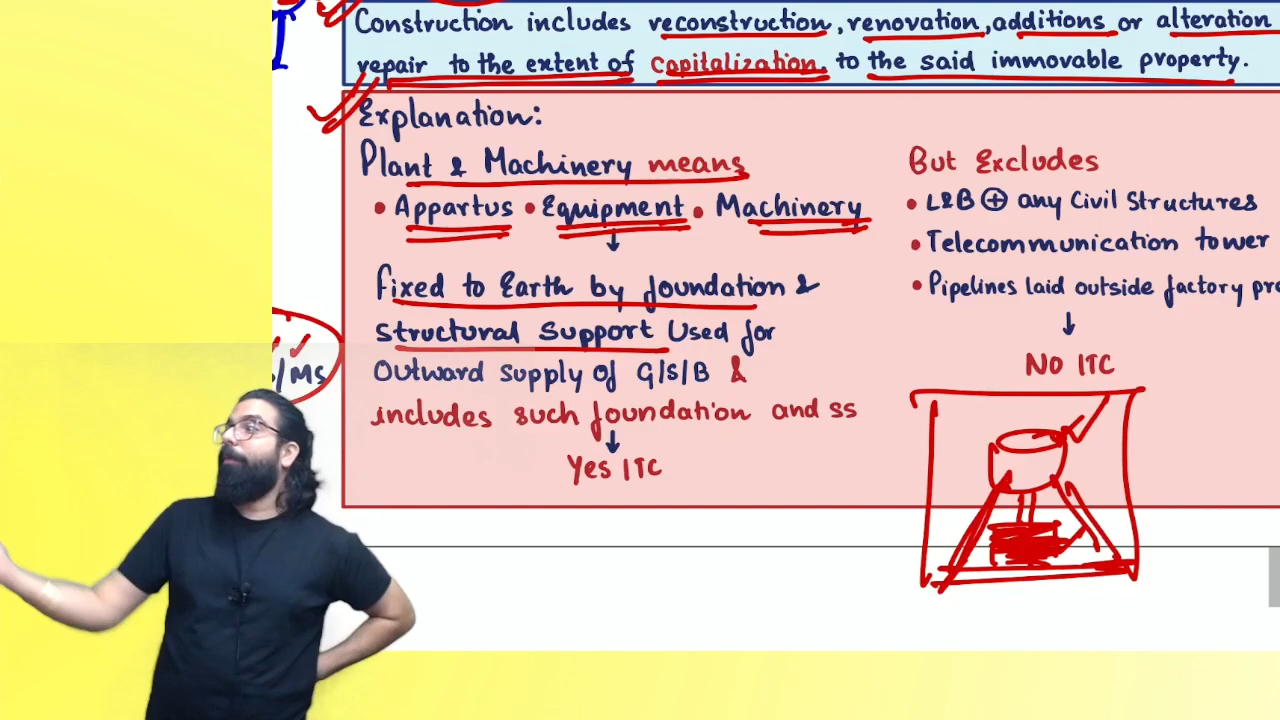 Construction includes reconstruction, renovation, additions or alteration
repair to the extent of capitalization to the said immovable property.
Explanation:
Plant & Machinery means
• Appartus • Equipment • Machinery
Fixed to Earth by foundation &
Structural Support Used for
Outward supply of G/S/B &
includes such foundation and ss
Yes ITC
But Excludes
• L&B ⊕ any Civil Structures
• Telecommunication tower
• Pipelines laid outside factory
NO ITC
/MS